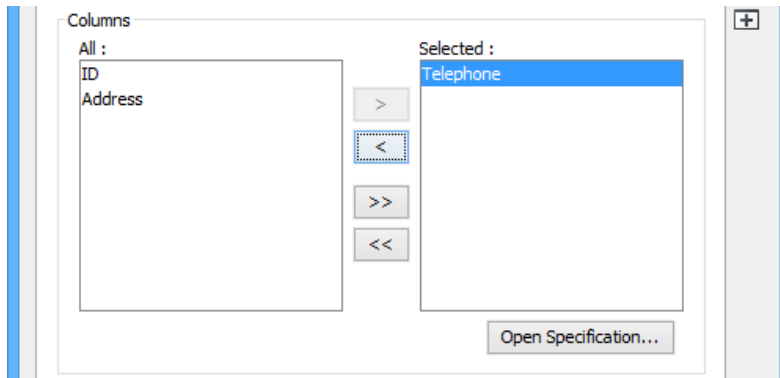 Columns
All :
Selected :
ID
Address
Telephone
>
<
>>
<<
Open Specification...